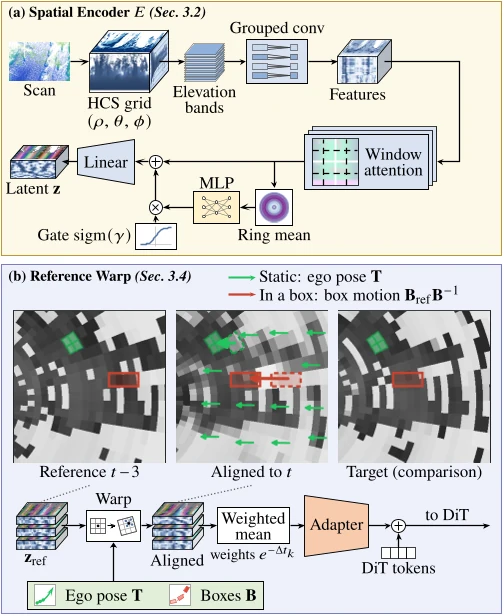 (a) Spatial Encoder E (Sec. 3.2)
Grouped conv
Scan
HCS grid
(ρ, θ, ϕ)
Elevation
bands
Features
Latent z
Linear
+
MLP
Window
attention
×
Gate sigm(γ)
Ring mean
(b) Reference Warp (Sec. 3.4)
Static: ego pose T
In a box: box motion B_ref B⁻¹
Reference t−3
Aligned to t
Target (comparison)
Warp
z_ref
Aligned
Weighted
mean
weights e^{−Δt_k}
Adapter
+
to DiT
DiT tokens
Ego pose T
Boxes B